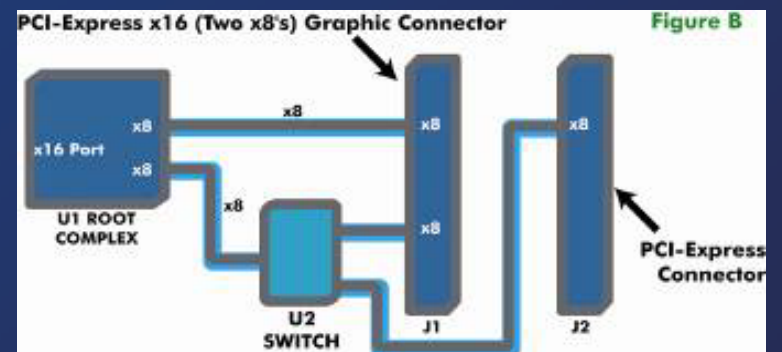 PCI-Express x16 (Two x8's) Graphic Connector
Figure B
x8
x8
x8
x8
x16 Port
x8
x8
x8
U1 ROOT
COMPLEX
PCI-Express
Connector
U2
SWITCH
J1
J2